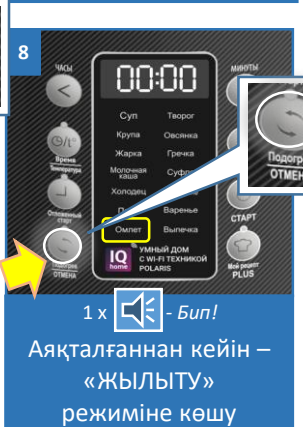 8
ЧАСЫ
МИНУТЫ
00:00
Суп Творог
Крупа Овсянка
Жарка Гречка
Молочная каша
Холодец
Варенье
Омлет Выпечка
Время
Температура
Отложенный
старт
Подогрев
ОТМЕНА
СТАРТ
Мой рецепт
PLUS
IQ
home
УМНЫЙ ДОМ
С WI-FI ТЕХНИКОЙ
POLARIS
1 x - Бип!
Аяқталғаннан кейін –
«ЖЫЛЫТУ»
режиміне көшу